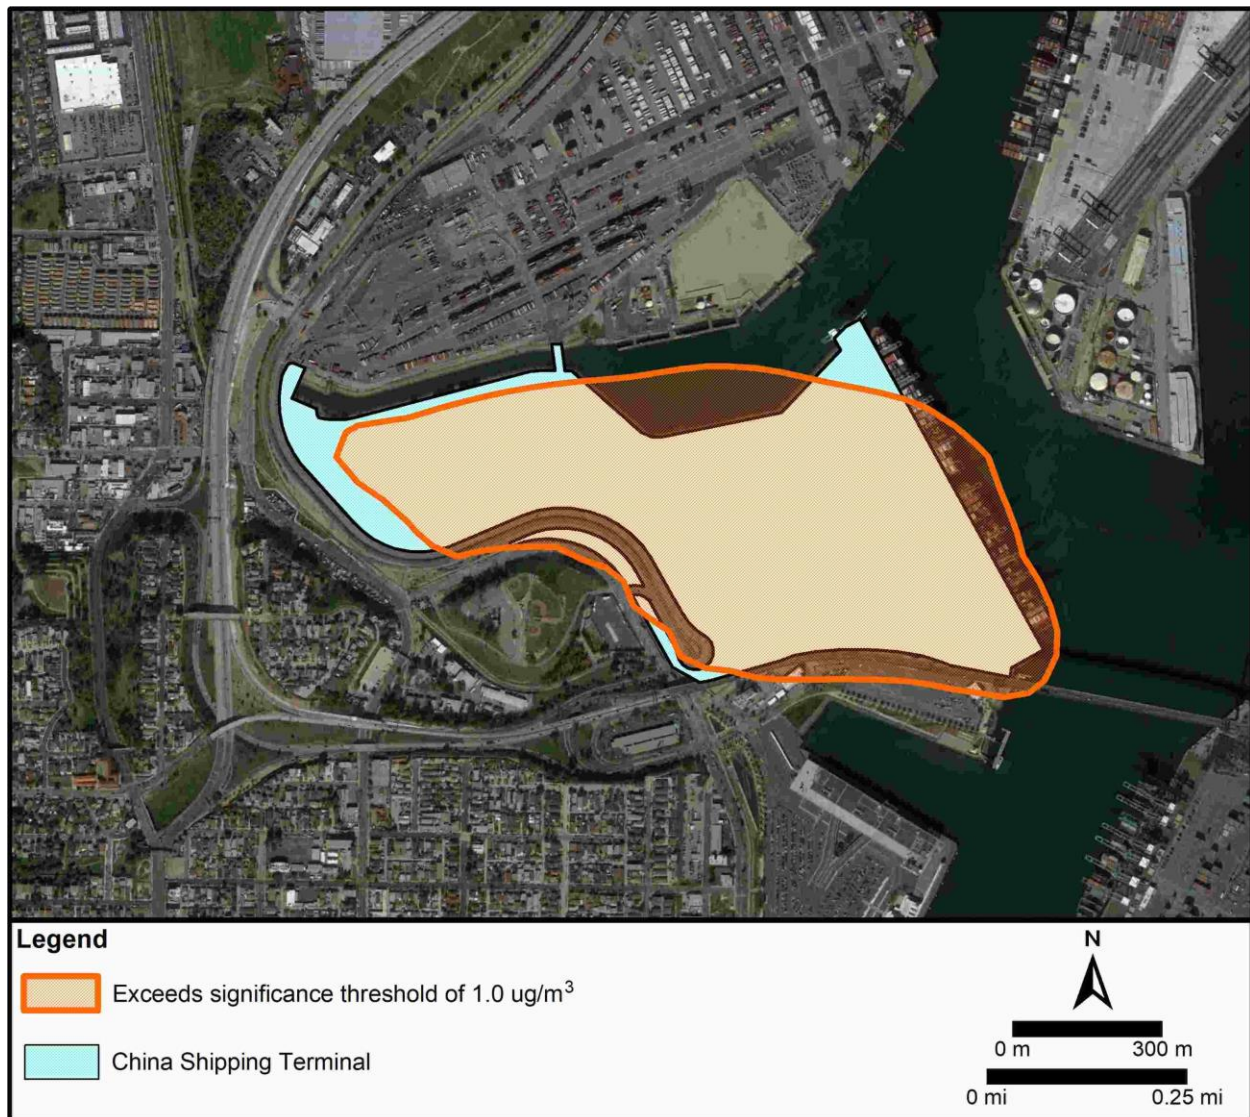 Legend
Exceeds significance threshold of 1.0 ug/m³
China Shipping Terminal
N
0 m 300 m
0 mi 0.25 mi